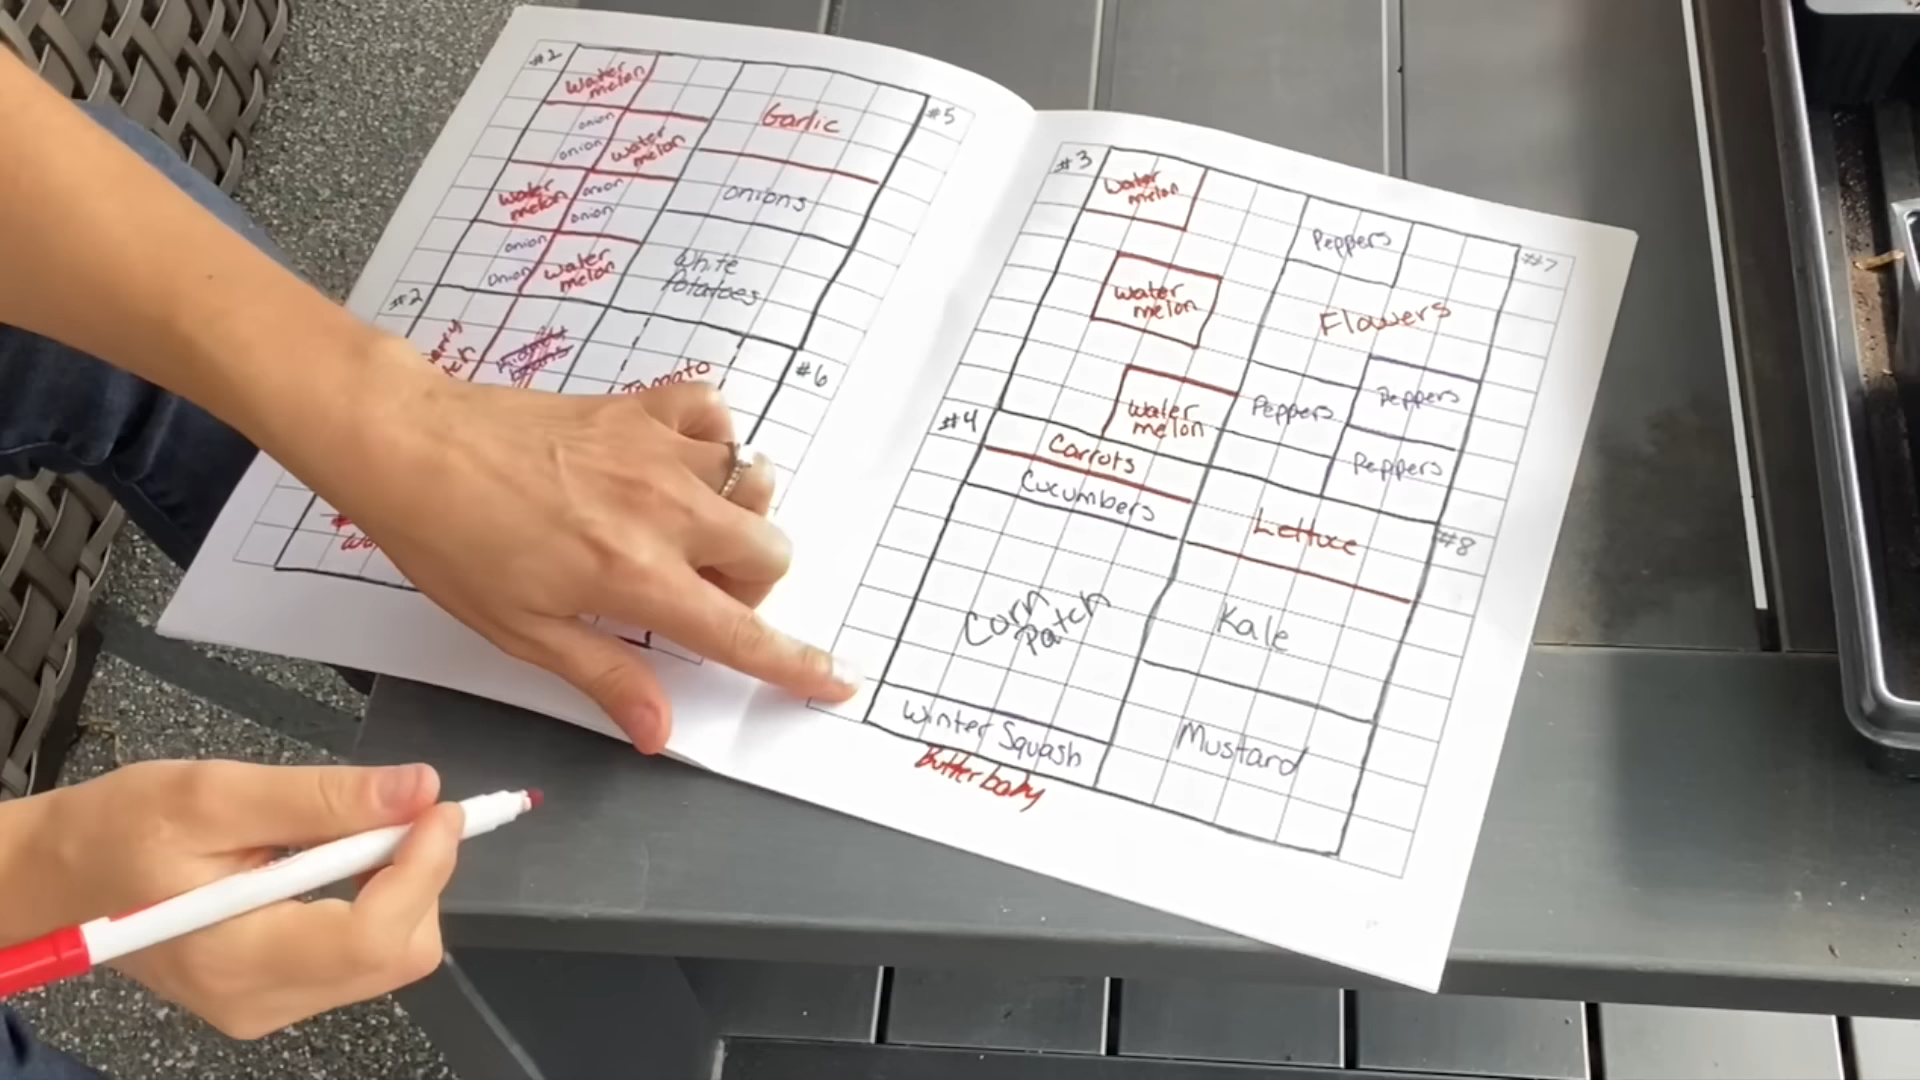 #1
Water
melon
Garlic
#5
onion
onion
Water
melon
onions
Water
melon
onion
onion
onion
onion
Water
melon
White
Potatoes
#2
Tomato
#6
#3
Water
melon
Peppers
#7
Water
melon
Flowers
Water
melon
Peppers
Peppers
Peppers
#4
Carrots
Cucumbers
Lettuce
#8
Corn
Patch
Kale
Winter Squash
Mustard
Butterbaby